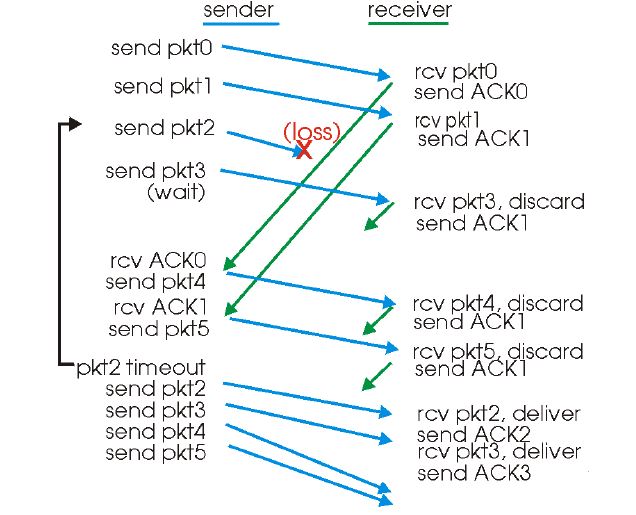 sender
receiver
send pkt0
send pkt1
send pkt2
send pkt3
(wait)
(loss)
X
rcv pkt0
send ACK0
rcv pkt1
send ACK1
rcv pkt3, discard
send ACK1
rcv ACK0
send pkt4
rcv ACK1
send pkt5
rcv pkt4, discard
send ACK1
rcv pkt5, discard
send ACK1
pkt2 timeout
send pkt2
send pkt3
send pkt4
send pkt5
rcv pkt2, deliver
send ACK2
rcv pkt3, deliver
send ACK3